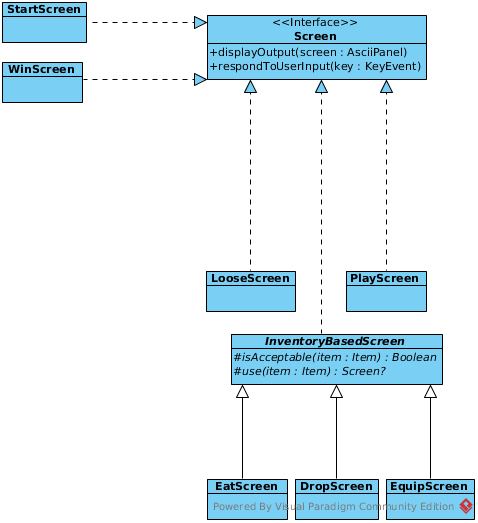 StartScreen
<<Interface>>
Screen
+displayOutput(screen : AsciiPanel)
+respondToUserInput(key : KeyEvent)
WinScreen
LooseScreen
PlayScreen
InventoryBasedScreen
#isAcceptable(item : Item) : Boolean
#use(item : Item) : Screen?
EatScreen
DropScreen
EquipScreen
Powered By Visual Paradigm Community Edition